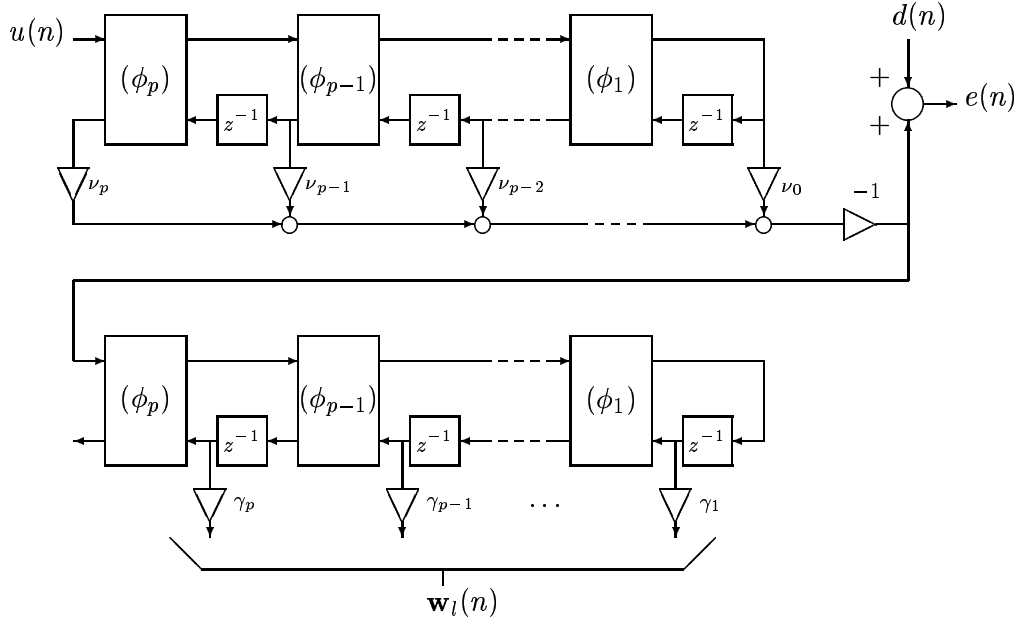 u(n) (ϕ_p) (ϕ_{p−1}) (ϕ_1) d(n)
+
e(n)
+
z^{−1} z^{−1} z^{−1}
ν_p ν_{p−1} ν_{p−2} ν_0 −1
(ϕ_p) (ϕ_{p−1}) (ϕ_1)
z^{−1} z^{−1} z^{−1}
γ_p γ_{p−1} ... γ_1
w_l(n)